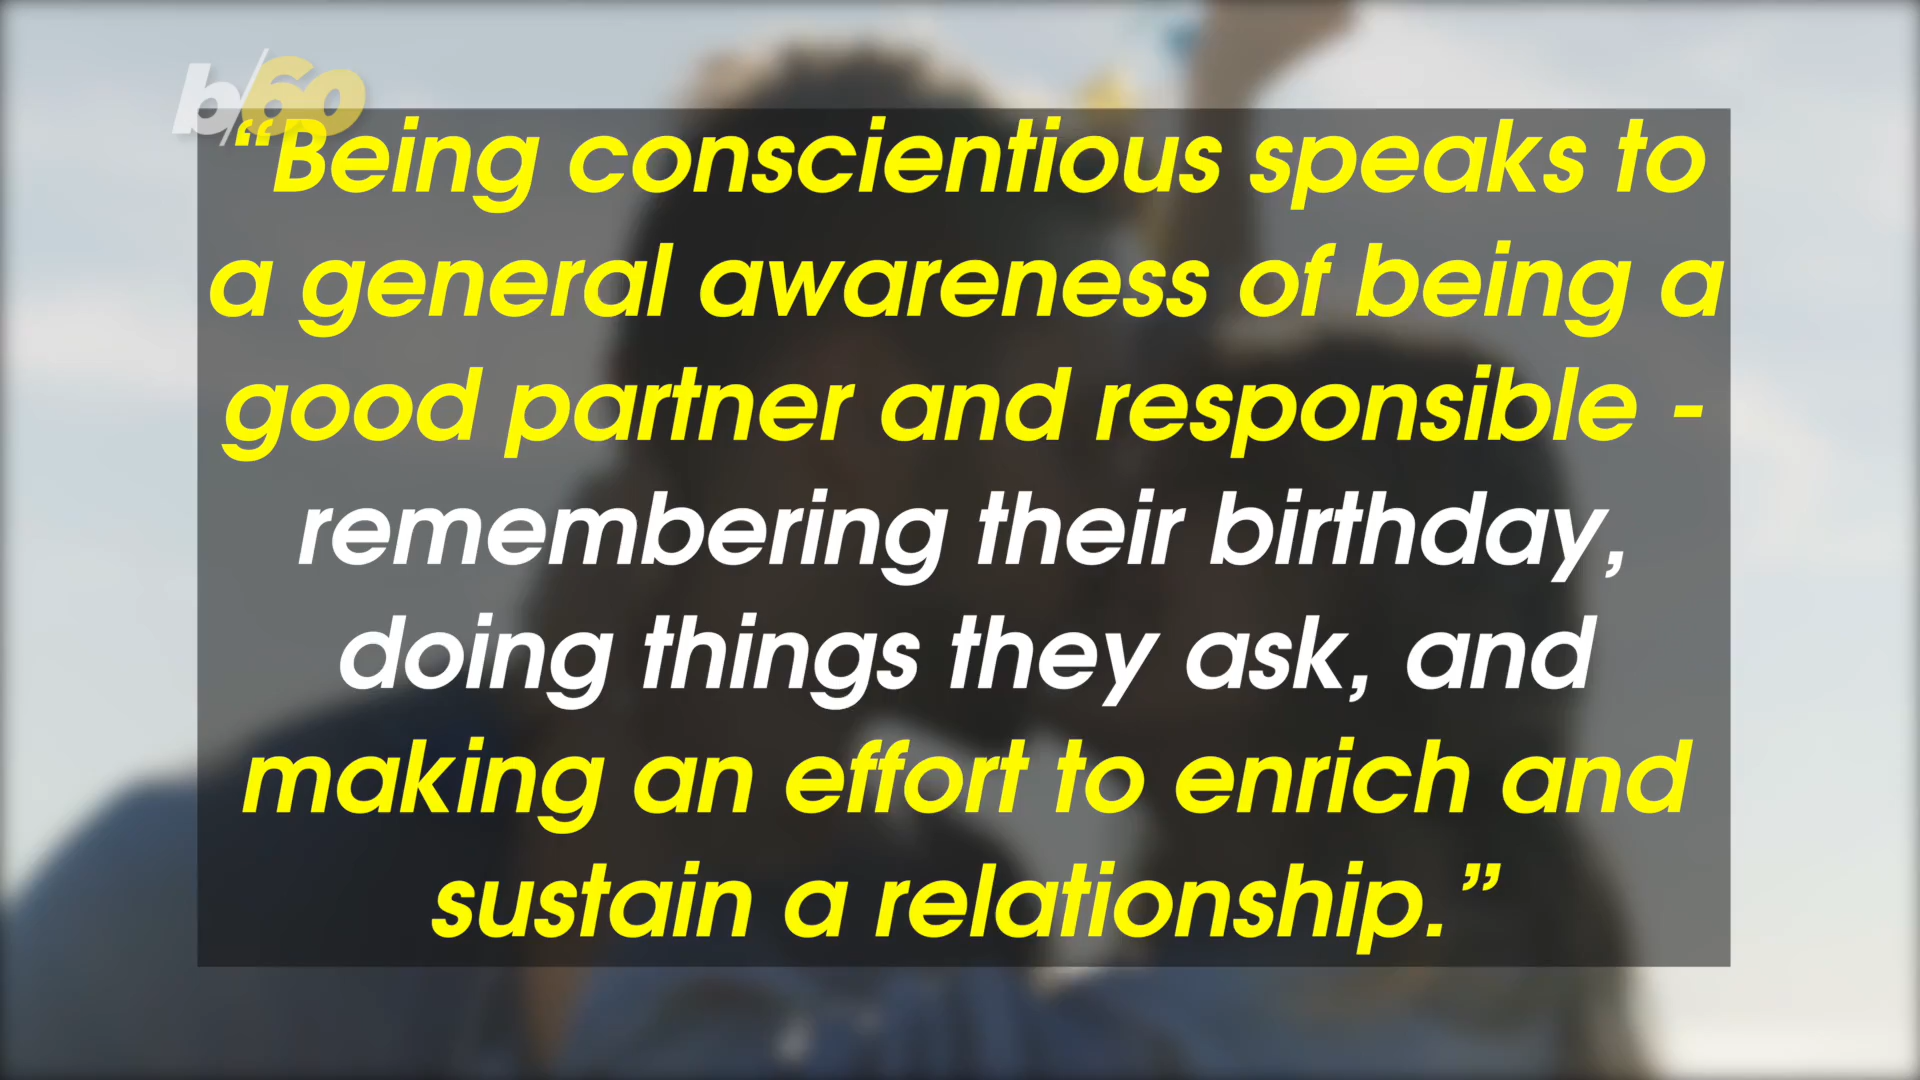 b/60
“Being conscientious speaks to
a general awareness of being a
good partner and responsible -
remembering their birthday,
doing things they ask, and
making an effort to enrich and
sustain a relationship.”